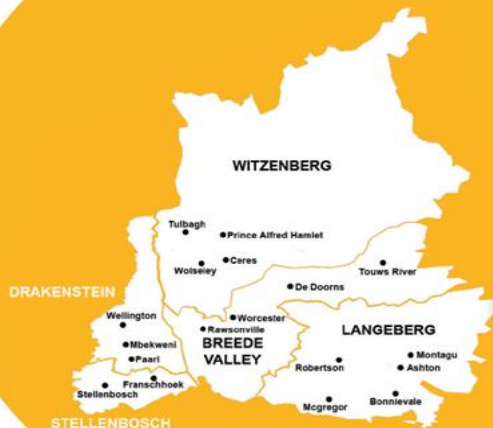 WITZENBERG
Tulbagh
Prince Alfred Hamlet
Ceres
Wolseley
Touws River
De Doorns
DRAKENSTEIN
Wellington
Worcester
Rawsonville
BREEDE
VALLEY
LANGEBERG
Mbekweni
Paarl
Robertson
Montagu
Ashton
Franschhoek
Stellenbosch
Mcgregor
Bonnievale
STELLENBOSCH